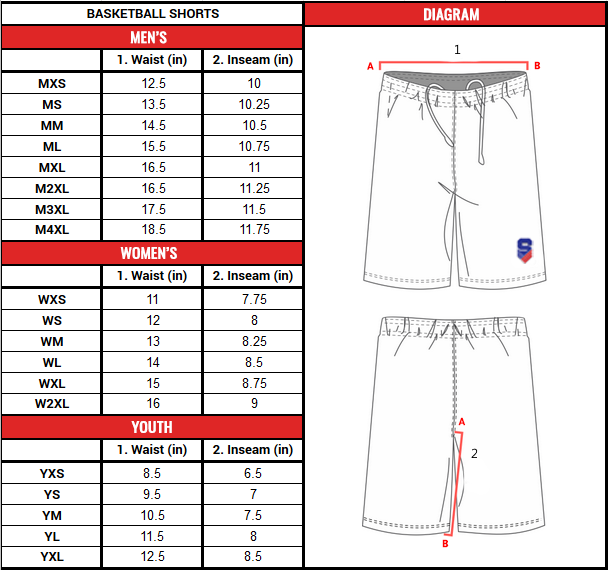 BASKETBALL SHORTS
MEN'S
1. Waist (in) 2. Inseam (in)
MXS 12.5 10
MS 13.5 10.25
MM 14.5 10.5
ML 15.5 10.75
MXL 16.5 11
M2XL 16.5 11.25
M3XL 17.5 11.5
M4XL 18.5 11.75
WOMEN'S
1. Waist (in) 2. Inseam (in)
WXS 11 7.75
WS 12 8
WM 13 8.25
WL 14 8.5
WXL 15 8.75
W2XL 16 9
YOUTH
1. Waist (in) 2. Inseam (in)
YXS 8.5 6.5
YS 9.5 7
YM 10.5 7.5
YL 11.5 8
YXL 12.5 8.5
DIAGRAM
1
A B
S
A
2
B